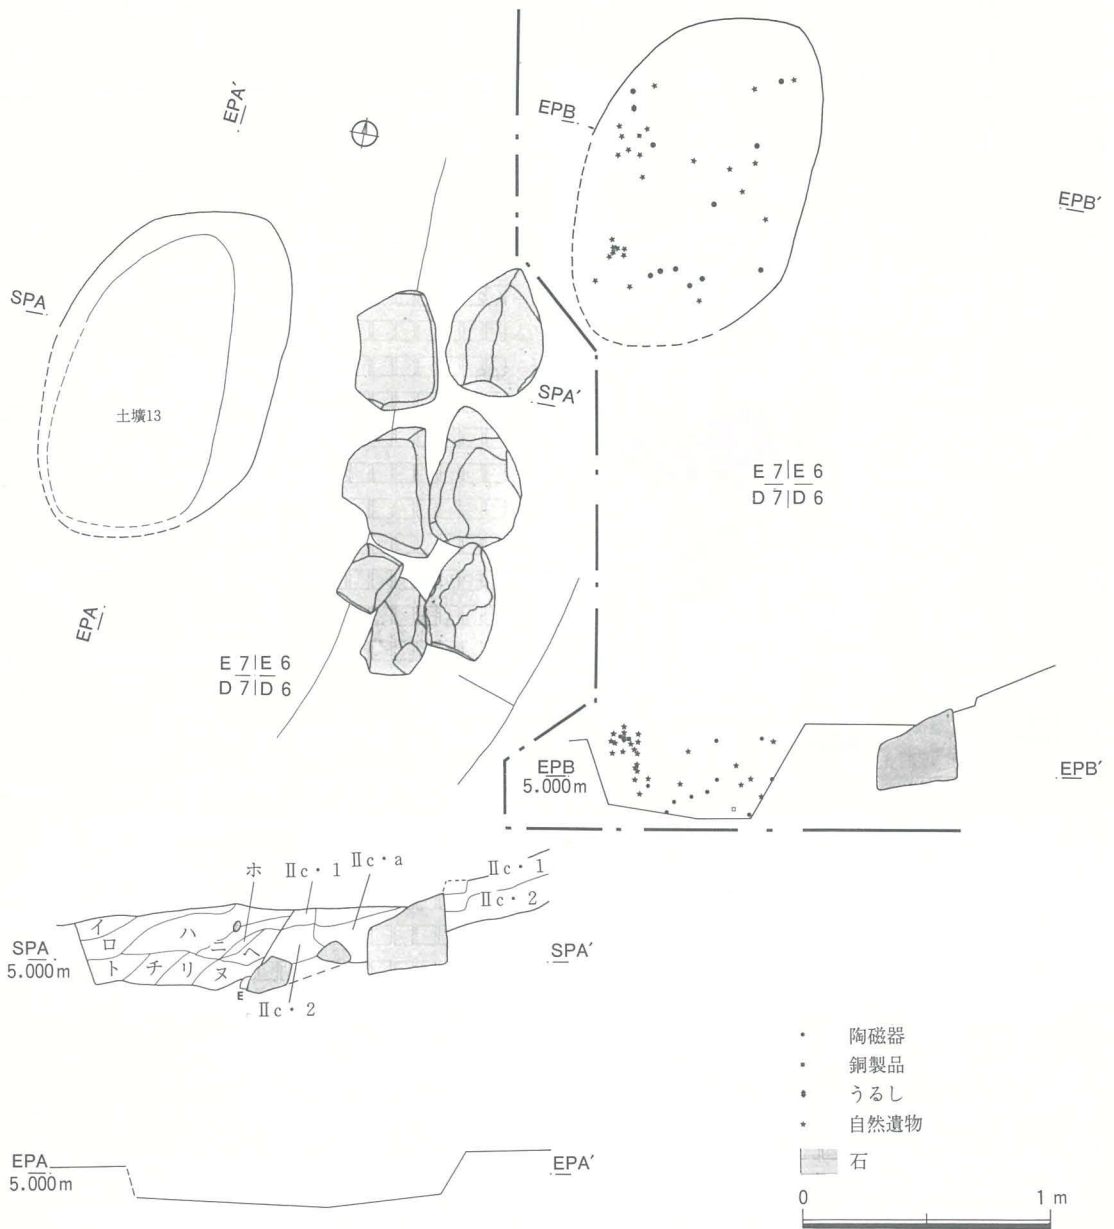 EPA′
EPB
EPB′
SPA
SPA′
土壙13
EPA
E 7|E 6
D 7|D 6
E 7|E 6
D 7|D 6
EPB
5.000m
EPB′
ホ
Ⅱc・1
Ⅱc・a
Ⅱc・1
Ⅱc・2
イ
ロ
ハ
ニ
ヘ
ト
チ
リ
ヌ
E
Ⅱc・2
SPA
5.000m
SPA′
陶磁器
銅製品
うるし
自然遺物
石
EPA
5.000m
EPA′
0
1 m